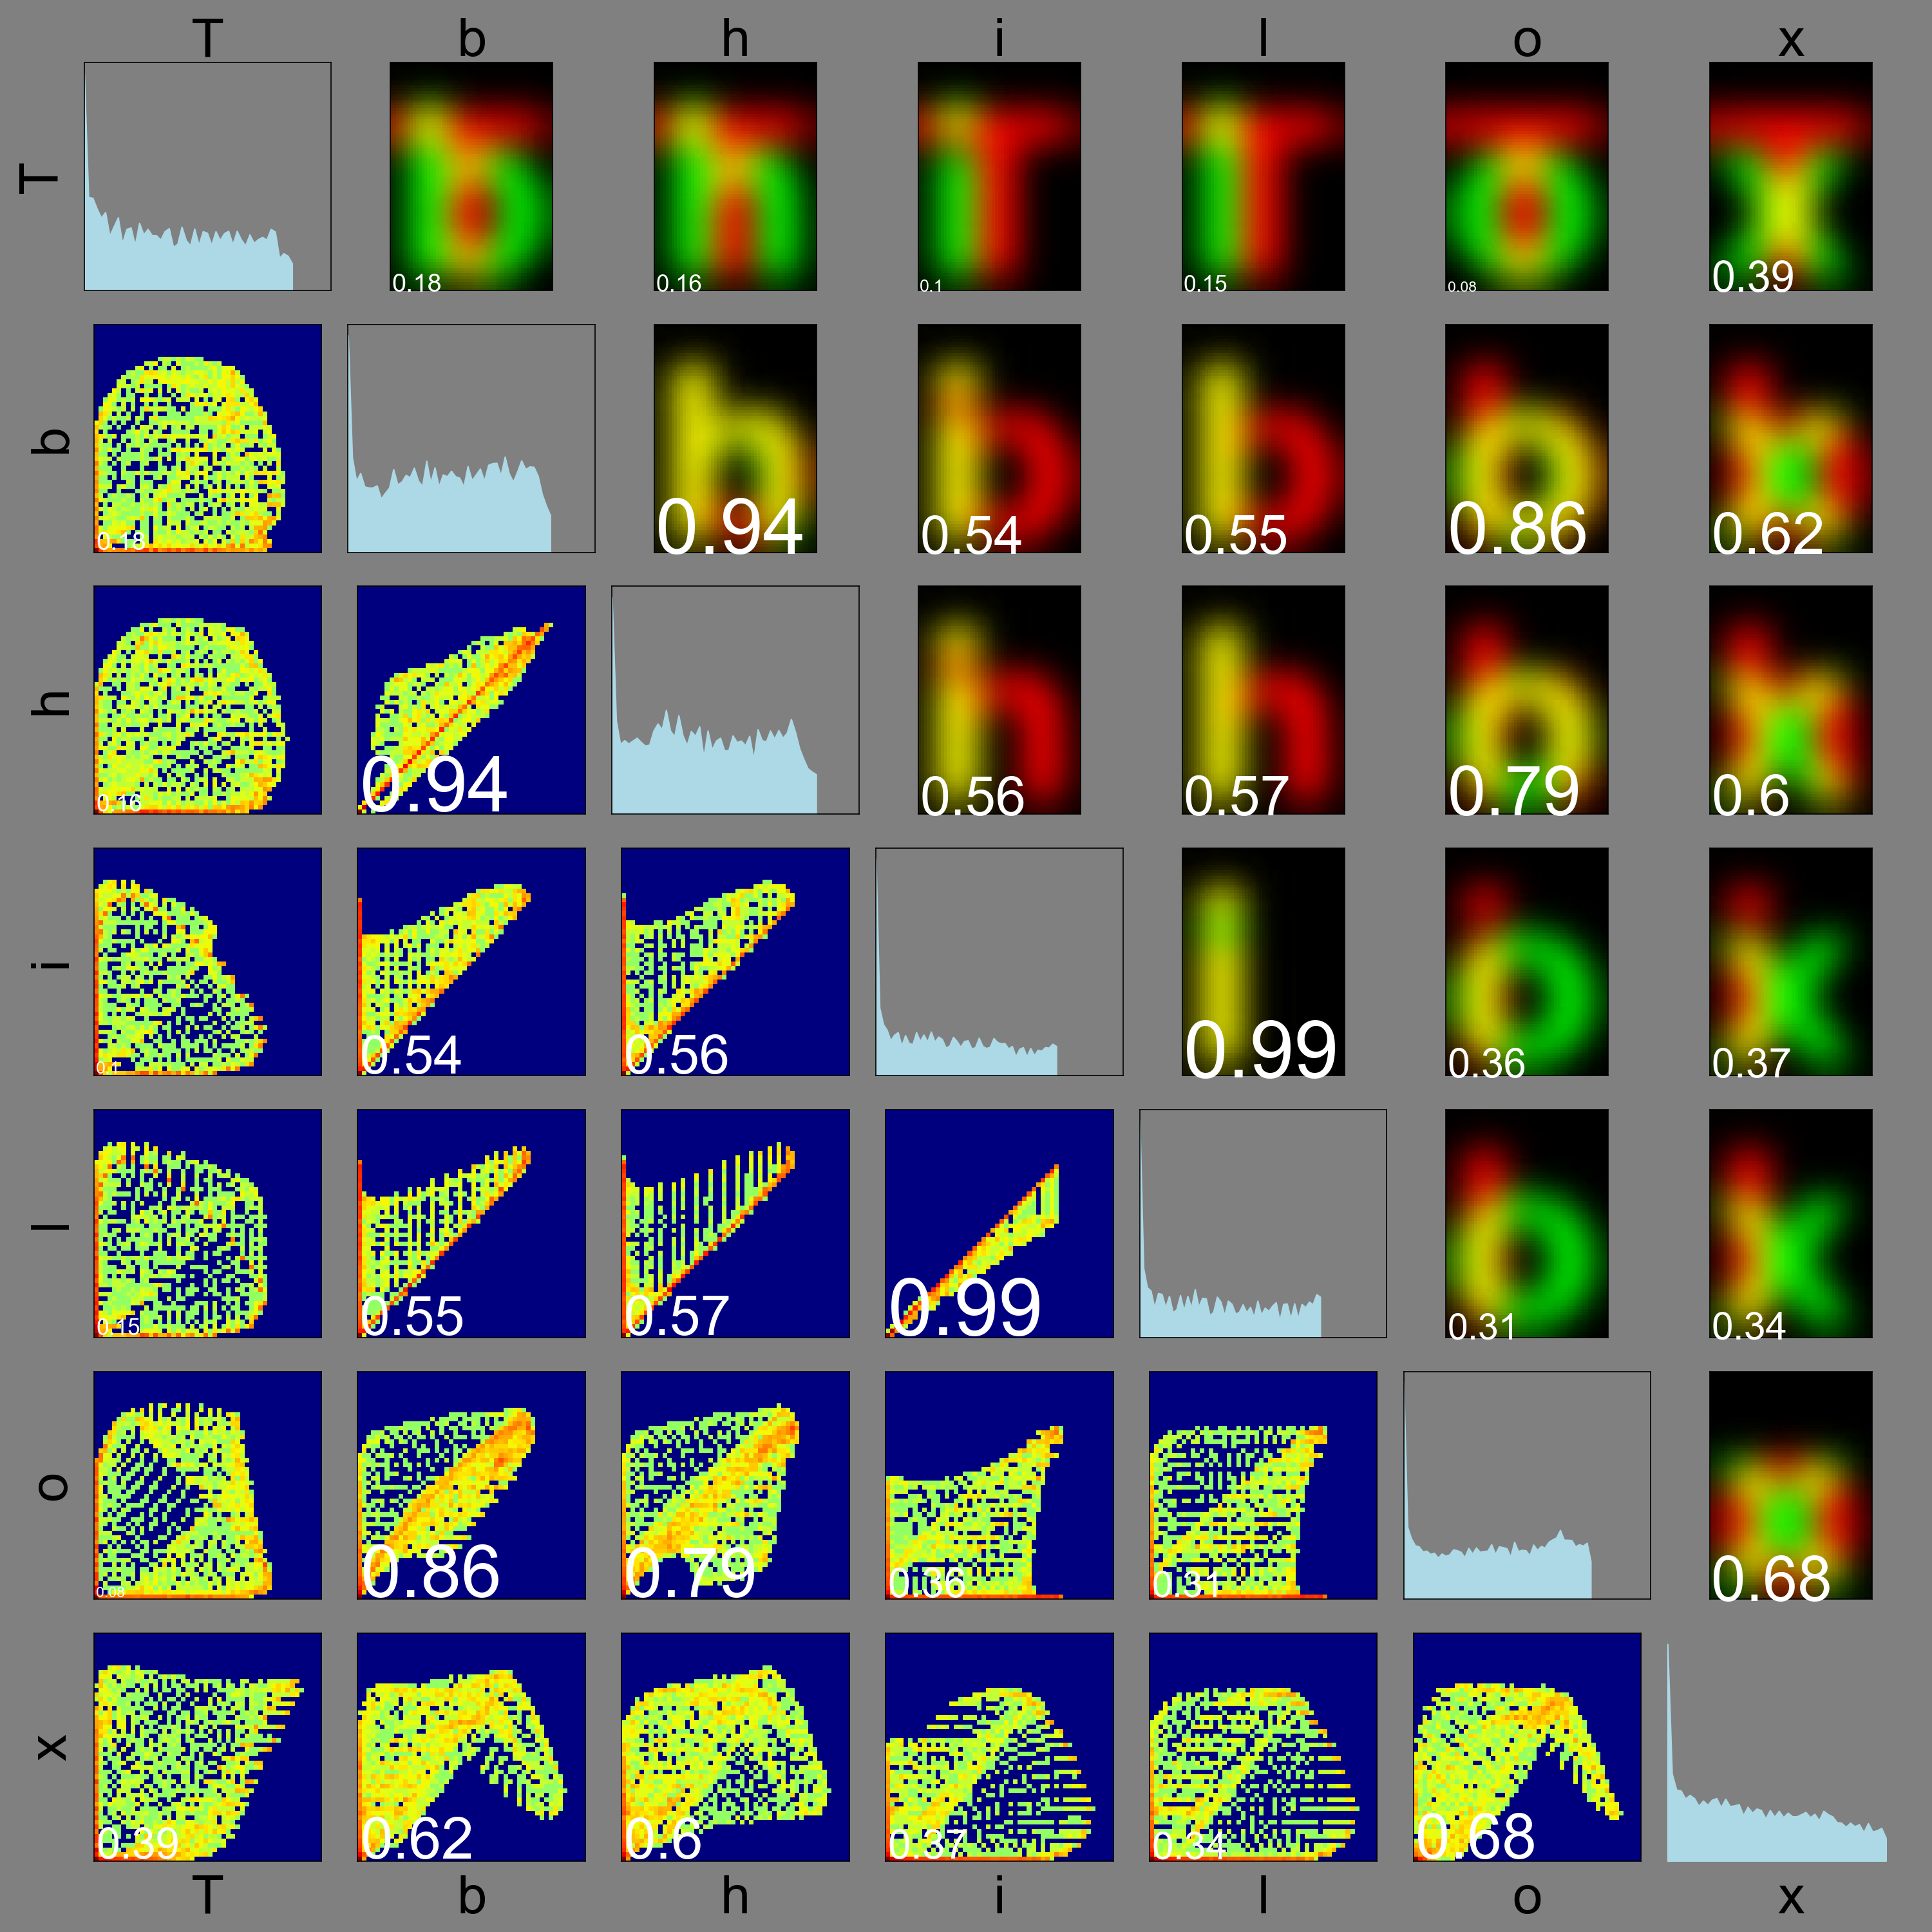 T b h i l o x
T 0.18 0.16 0.1 0.15 0.08 0.39
b 0.18 0.94 0.54 0.55 0.86 0.62
h 0.16 0.94 0.56 0.57 0.79 0.6
i 0.1 0.54 0.56 0.99 0.36 0.37
l 0.15 0.55 0.57 0.99 0.31 0.34
o 0.08 0.86 0.79 0.36 0.31 0.68
x 0.39 0.62 0.6 0.37 0.34 0.68
T b h i l o x